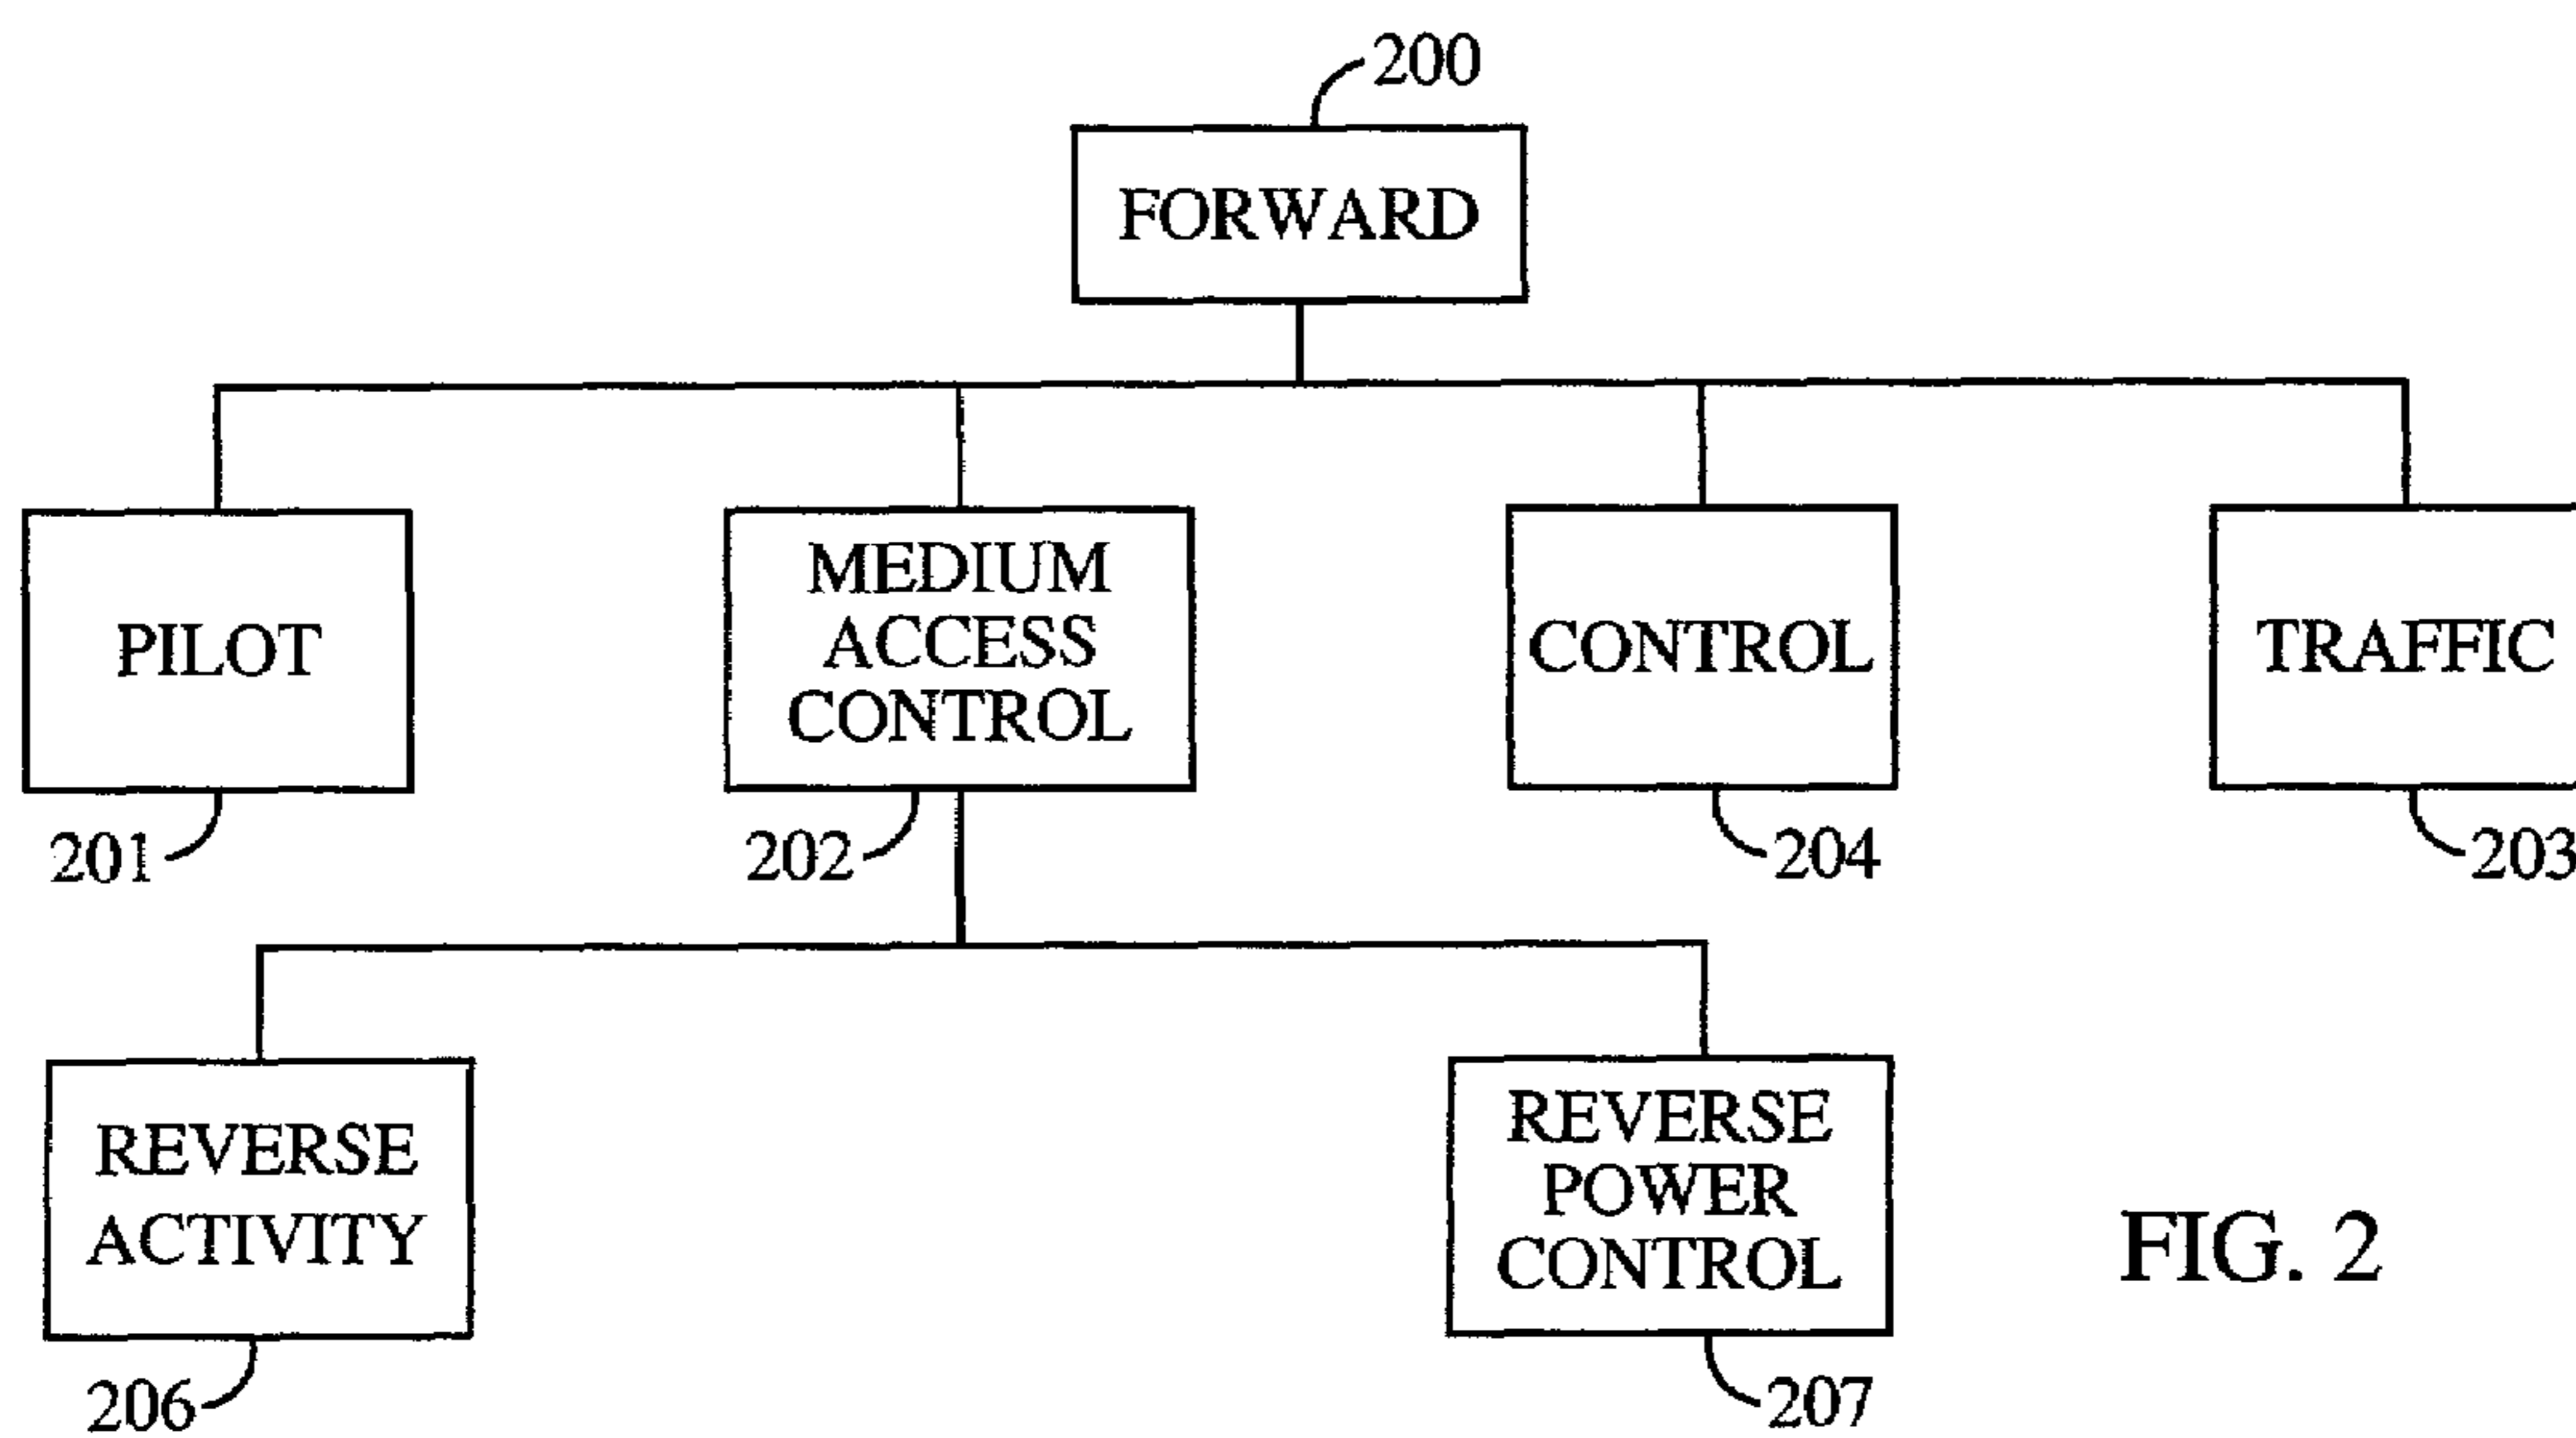 200
FORWARD
PILOT
MEDIUM
ACCESS
CONTROL
CONTROL
TRAFFIC
201
202
204
203
REVERSE
ACTIVITY
REVERSE
POWER
CONTROL
206
207
FIG. 2